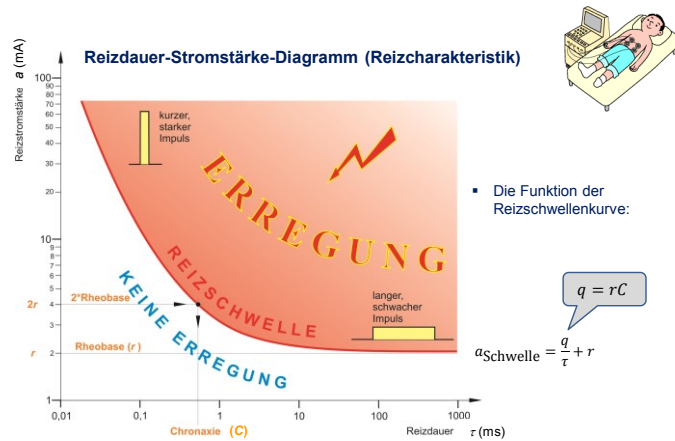 Reizdauer-Stromstärke-Diagramm (Reizcharakteristik)
Reizstromstärke a (mA)
100
90
80
70
60
50
40
30
20
10
9
8
7
6
5
4
3
2
1
2r
r
kurzer,
starker
Impuls
ERREGUNG
REIZSCHWELLE
KEINE ERREGUNG
2*Rheobase
Rheobase (r)
langer,
schwacher
Impuls
0,01
0,1
1
10
100
1000
Chronaxie (C)
Reizdauer τ (ms)
▪ Die Funktion der
Reizschwellenkurve:
q = rC
a_Schwelle = q/τ + r